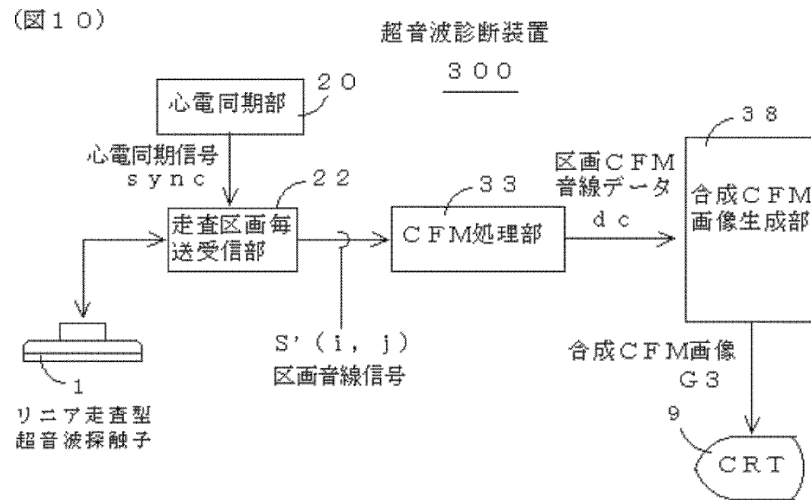 (図10)
超音波診断装置
300
20
心電同期部
心電同期信号
sync
22
走査区画毎
送受信部
33
CFM処理部
区画CFM
音線データ
dc
38
合成CFM
画像生成部
S' (i, j)
区画音線信号
1
リニア走査型
超音波探触子
合成CFM画像
G3
9
CRT